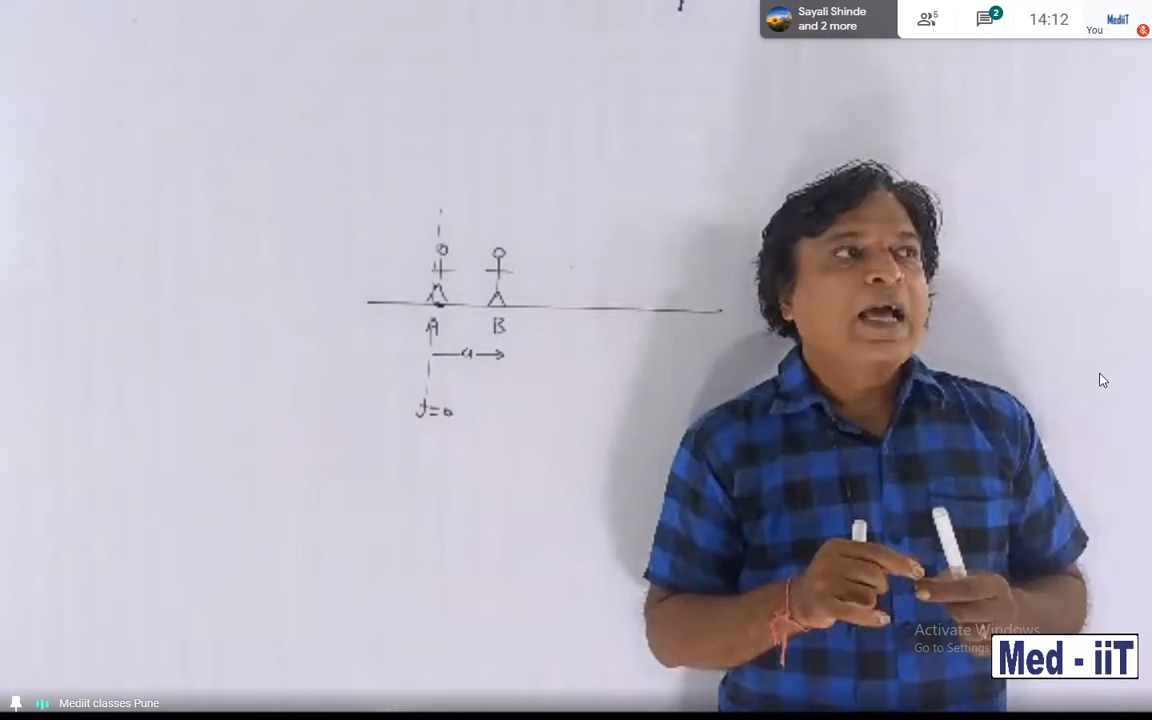 Sayali Shinde
and 2 more
5
2
14:12
MediiT
You
A B
a
t=0
Activate Windows
Go to Settings
Med - iiT
Mediit classes Pune